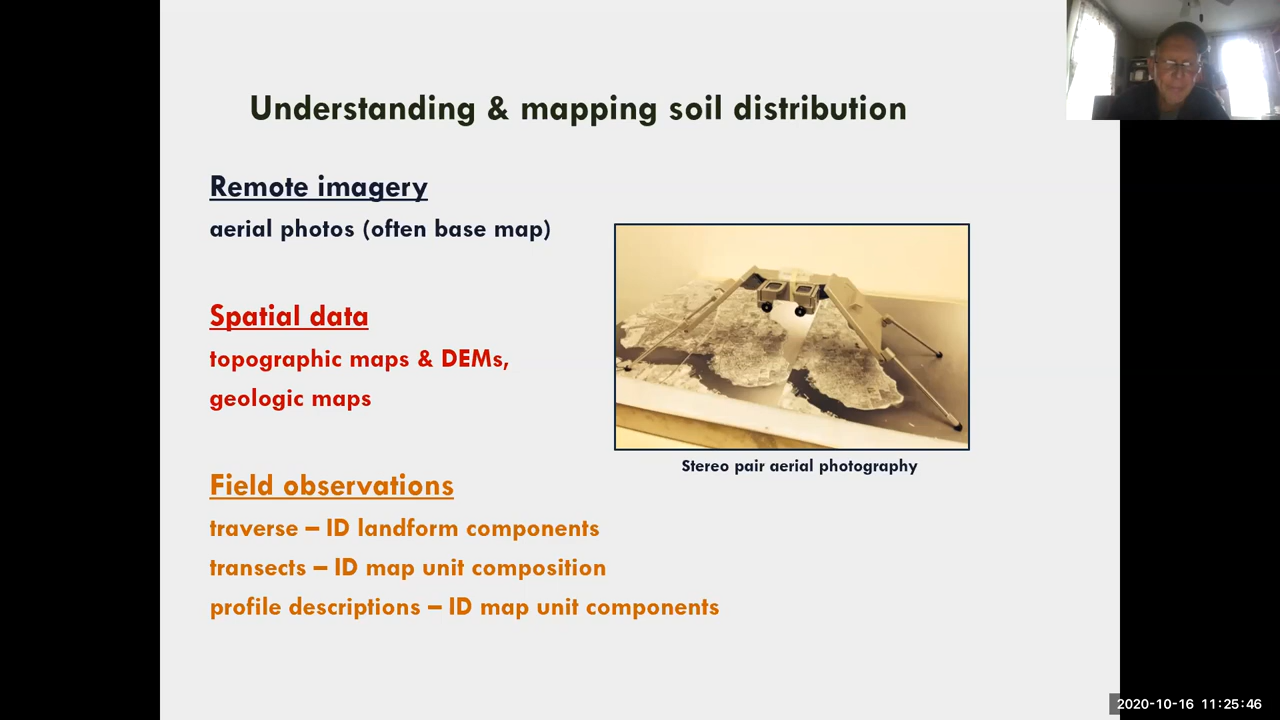 Understanding & mapping soil distribution
Remote imagery
aerial photos (often base map)
Spatial data
topographic maps & DEMs,
geologic maps
Stereo pair aerial photography
Field observations
traverse – ID landform components
transects – ID map unit composition
profile descriptions – ID map unit components
2020-10-16 11:25:46